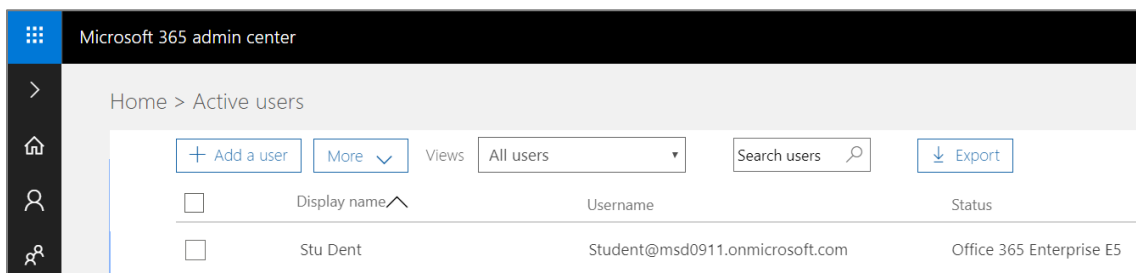 Microsoft 365 admin center
Home > Active users
+ Add a user More Views All users Search users Export
Display name Username Status
Stu Dent Student@msd0911.onmicrosoft.com Office 365 Enterprise E5